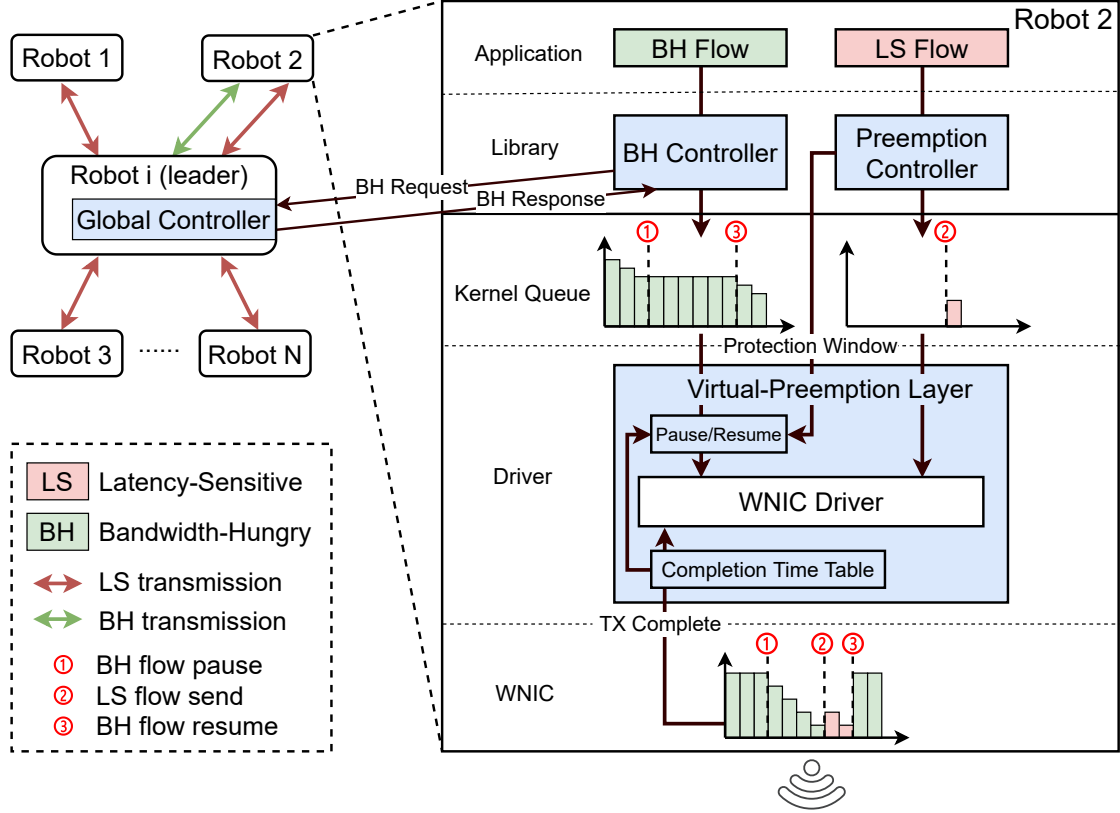 Robot 1
Robot 2
Robot i (leader)
Global Controller
Robot 3
......
Robot N
LS
Latency-Sensitive
BH
Bandwidth-Hungry
LS transmission
BH transmission
① BH flow pause
② LS flow send
③ BH flow resume
Robot 2
Application
BH Flow
LS Flow
Library
BH Controller
Preemption
Controller
BH Request
BH Response
① ③
②
Kernel Queue
Protection Window
Virtual-Preemption Layer
Pause/Resume
Driver
WNIC Driver
Completion Time Table
TX Complete
① ② ③
WNIC